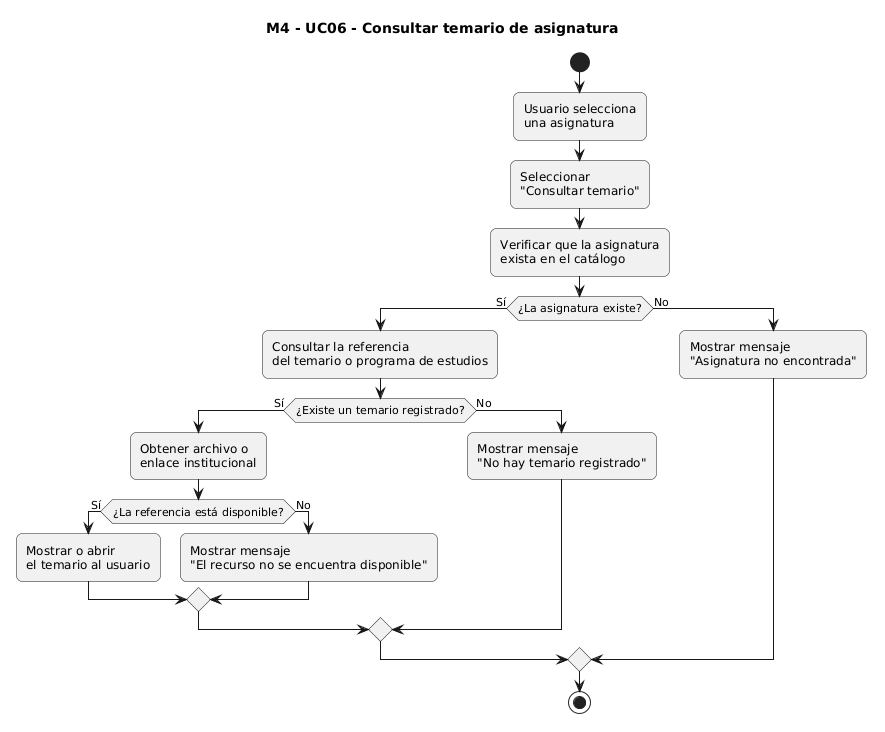 M4 - UC06 - Consultar temario de asignatura
Usuario selecciona
una asignatura
Seleccionar
"Consultar temario"
Verificar que la asignatura
exista en el catálogo
¿La asignatura existe?
Sí
No
Consultar la referencia
del temario o programa de estudios
Mostrar mensaje
"Asignatura no encontrada"
¿Existe un temario registrado?
Sí
No
Obtener archivo o
enlace institucional
Mostrar mensaje
"No hay temario registrado"
¿La referencia está disponible?
Sí
No
Mostrar o abrir
el temario al usuario
Mostrar mensaje
"El recurso no se encuentra disponible"